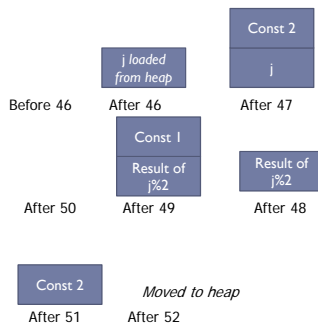 Const 2
j loaded
from heap
j
Before 46 After 46 After 47
Const 1
Result of
j%2
Result of
j%2
After 50 After 49 After 48
Const 2
Moved to heap
After 51 After 52